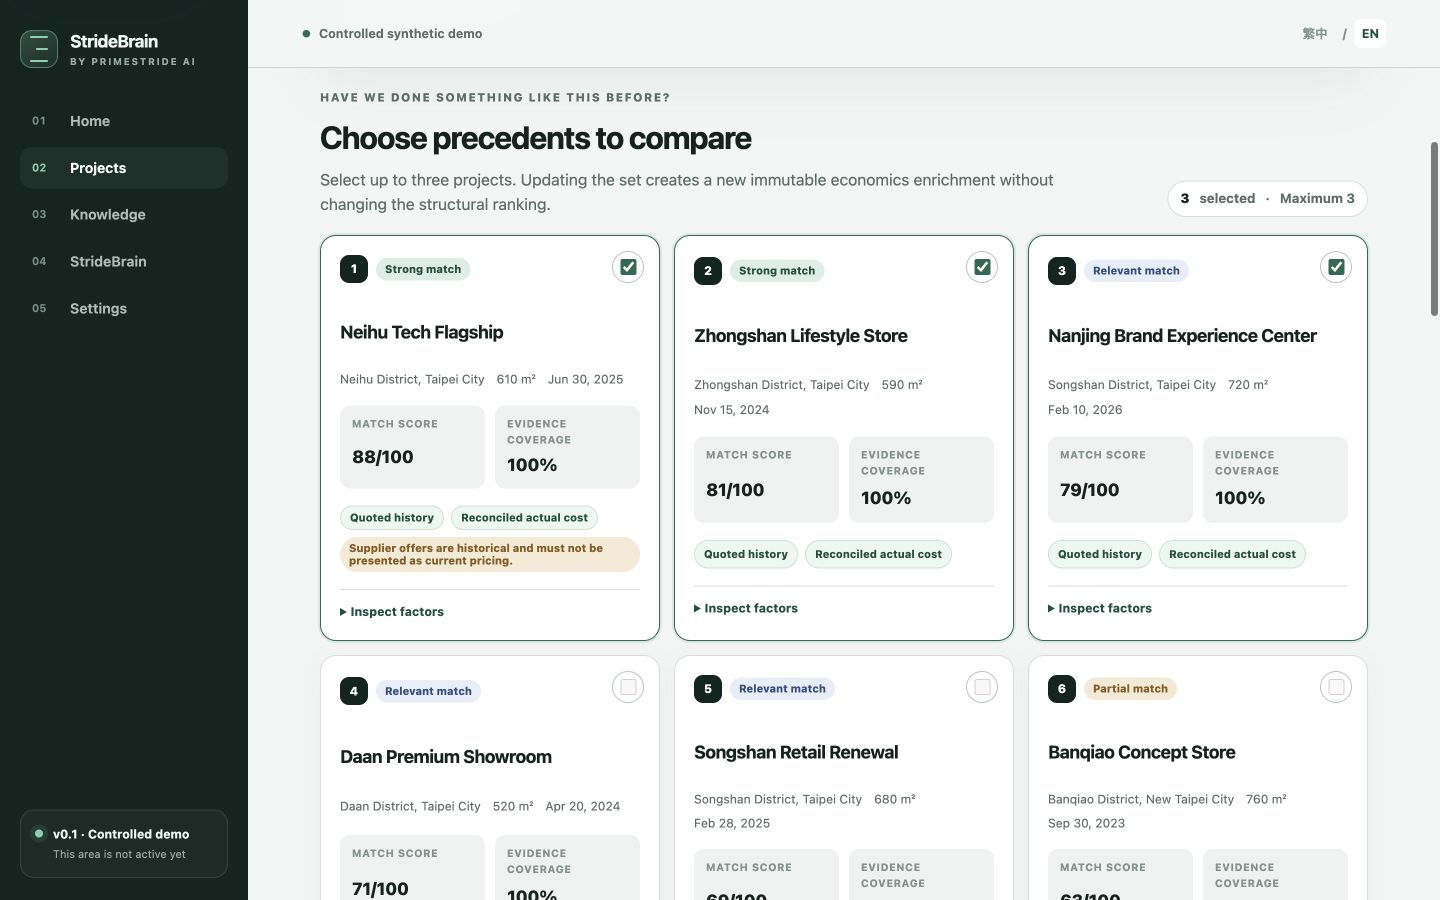 StrideBrain
BY PRIMESTRIDE AI
01 Home
02 Projects
03 Knowledge
04 StrideBrain
05 Settings
v0.1 · Controlled demo
This area is not active yet
Controlled synthetic demo
繁中 / EN
HAVE WE DONE SOMETHING LIKE THIS BEFORE?
Choose precedents to compare
Select up to three projects. Updating the set creates a new immutable economics enrichment without
changing the structural ranking.
3 selected · Maximum 3
1 Strong match
Neihu Tech Flagship
Neihu District, Taipei City 610 m² Jun 30, 2025
MATCH SCORE
88/100
EVIDENCE
COVERAGE
100%
Quoted history Reconciled actual cost
Supplier offers are historical and must not be
presented as current pricing.
Inspect factors
2 Strong match
Zhongshan Lifestyle Store
Zhongshan District, Taipei City 590 m²
Nov 15, 2024
MATCH SCORE
81/100
EVIDENCE
COVERAGE
100%
Quoted history Reconciled actual cost
Inspect factors
3 Relevant match
Nanjing Brand Experience Center
Songshan District, Taipei City 720 m²
Feb 10, 2026
MATCH SCORE
79/100
EVIDENCE
COVERAGE
100%
Quoted history Reconciled actual cost
Inspect factors
4 Relevant match
Daan Premium Showroom
Daan District, Taipei City 520 m² Apr 20, 2024
MATCH SCORE
71/100
EVIDENCE
COVERAGE
100%
5 Relevant match
Songshan Retail Renewal
Songshan District, Taipei City 680 m²
Feb 28, 2025
MATCH SCORE
EVIDENCE
COVERAGE
6 Partial match
Banqiao Concept Store
Banqiao District, New Taipei City 760 m²
Sep 30, 2023
MATCH SCORE
EVIDENCE
COVERAGE